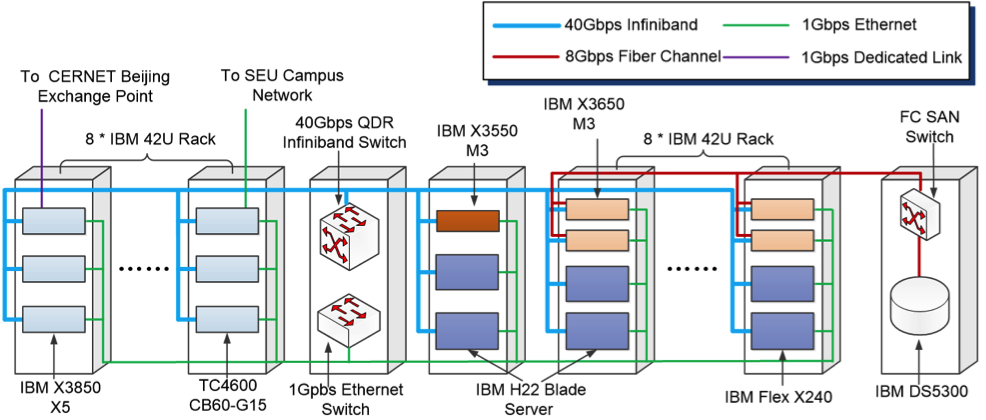 40Gbps Infiniband
1Gbps Ethernet
8Gbps Fiber Channel
1Gbps Dedicated Link
To CERNET Beijing
Exchange Point
To SEU Campus
Network
8 * IBM 42U Rack
40Gbps QDR
Infiniband Switch
IBM X3550
M3
IBM X3650
M3
8 * IBM 42U Rack
FC SAN
Switch
IBM X3850
X5
TC4600
CB60-G15
1Gpbs Ethernet
Switch
IBM H22 Blade
Server
IBM Flex X240
IBM DS5300